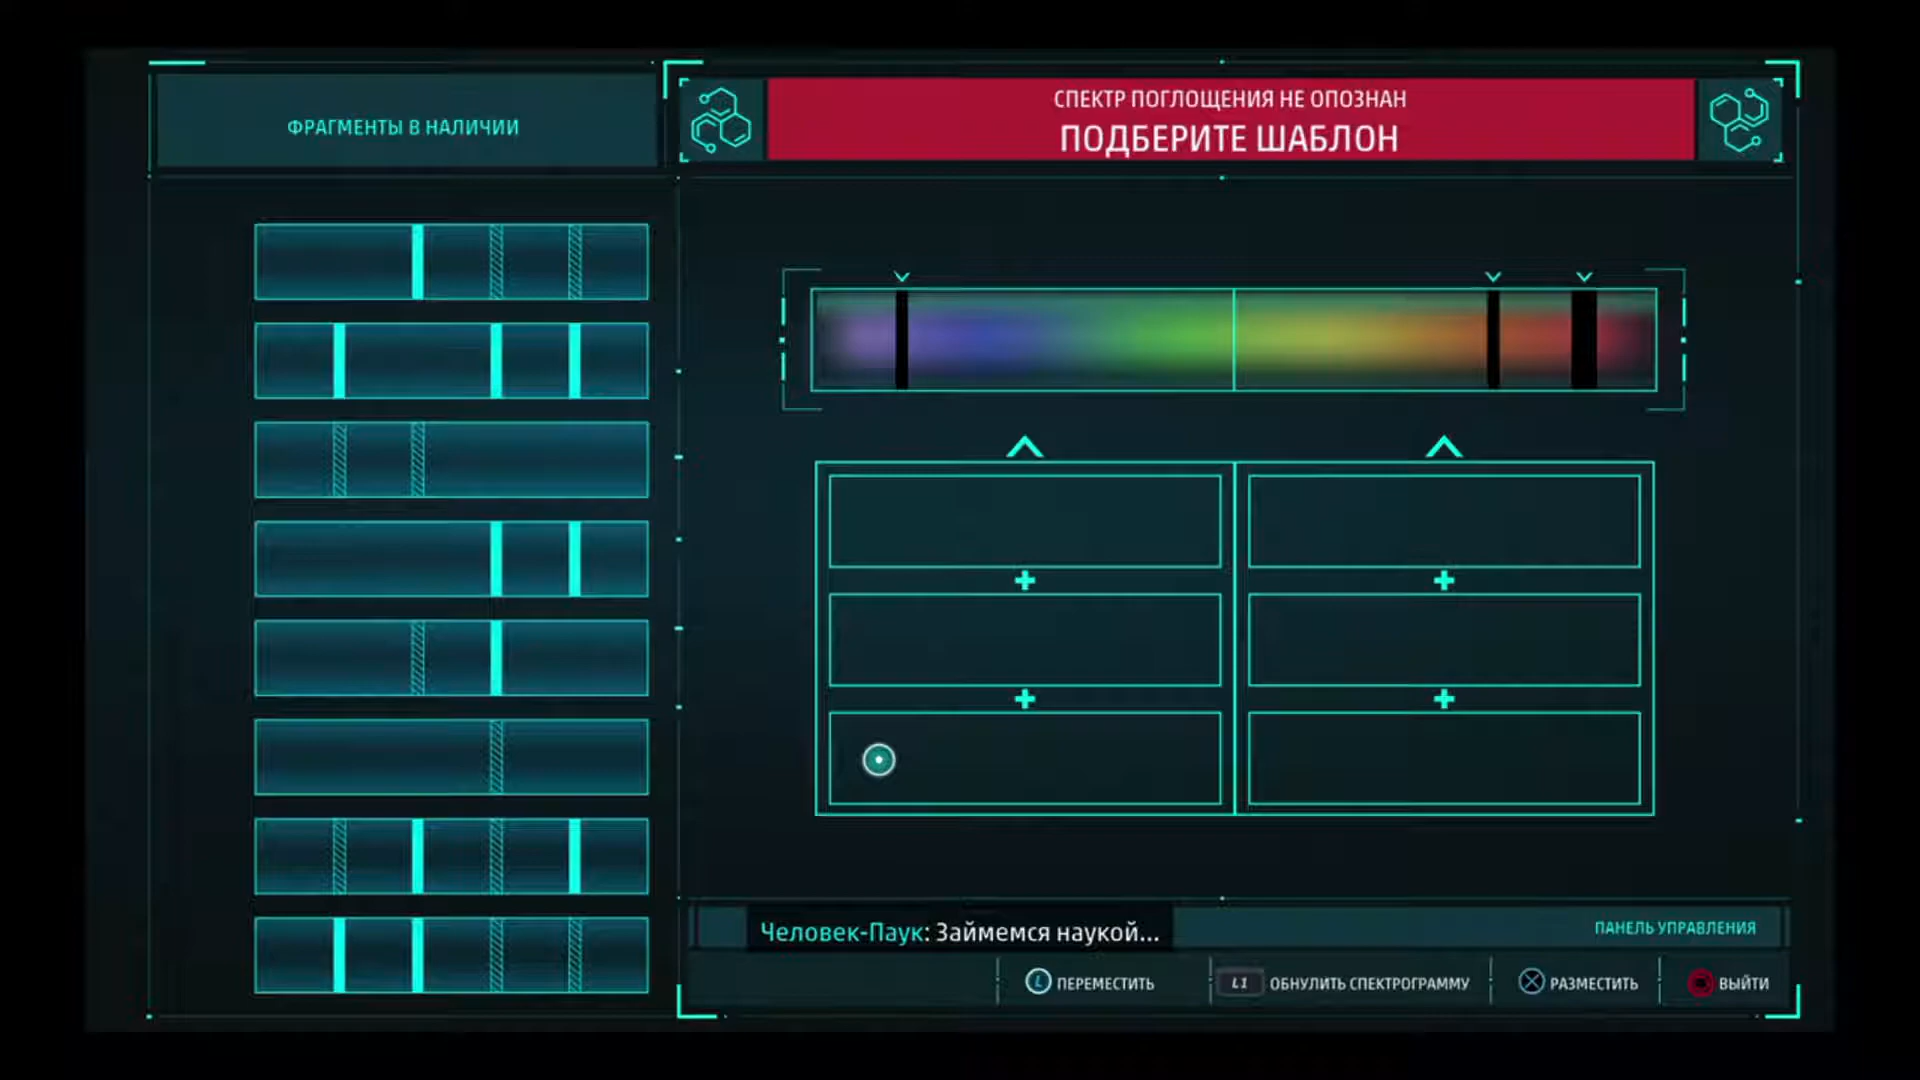 ФРАГМЕНТЫ В НАЛИЧИИ
СПЕКТР ПОГЛОЩЕНИЯ НЕ ОПОЗНАН
ПОДБЕРИТЕ ШАБЛОН
Человек-Паук: Займемся наукой...
ПАНЕЛЬ УПРАВЛЕНИЯ
L ПЕРЕМЕСТИТЬ
L1 ОБНУЛИТЬ СПЕКТРОГРАММУ
РАЗМЕСТИТЬ
ВЫЙТИ